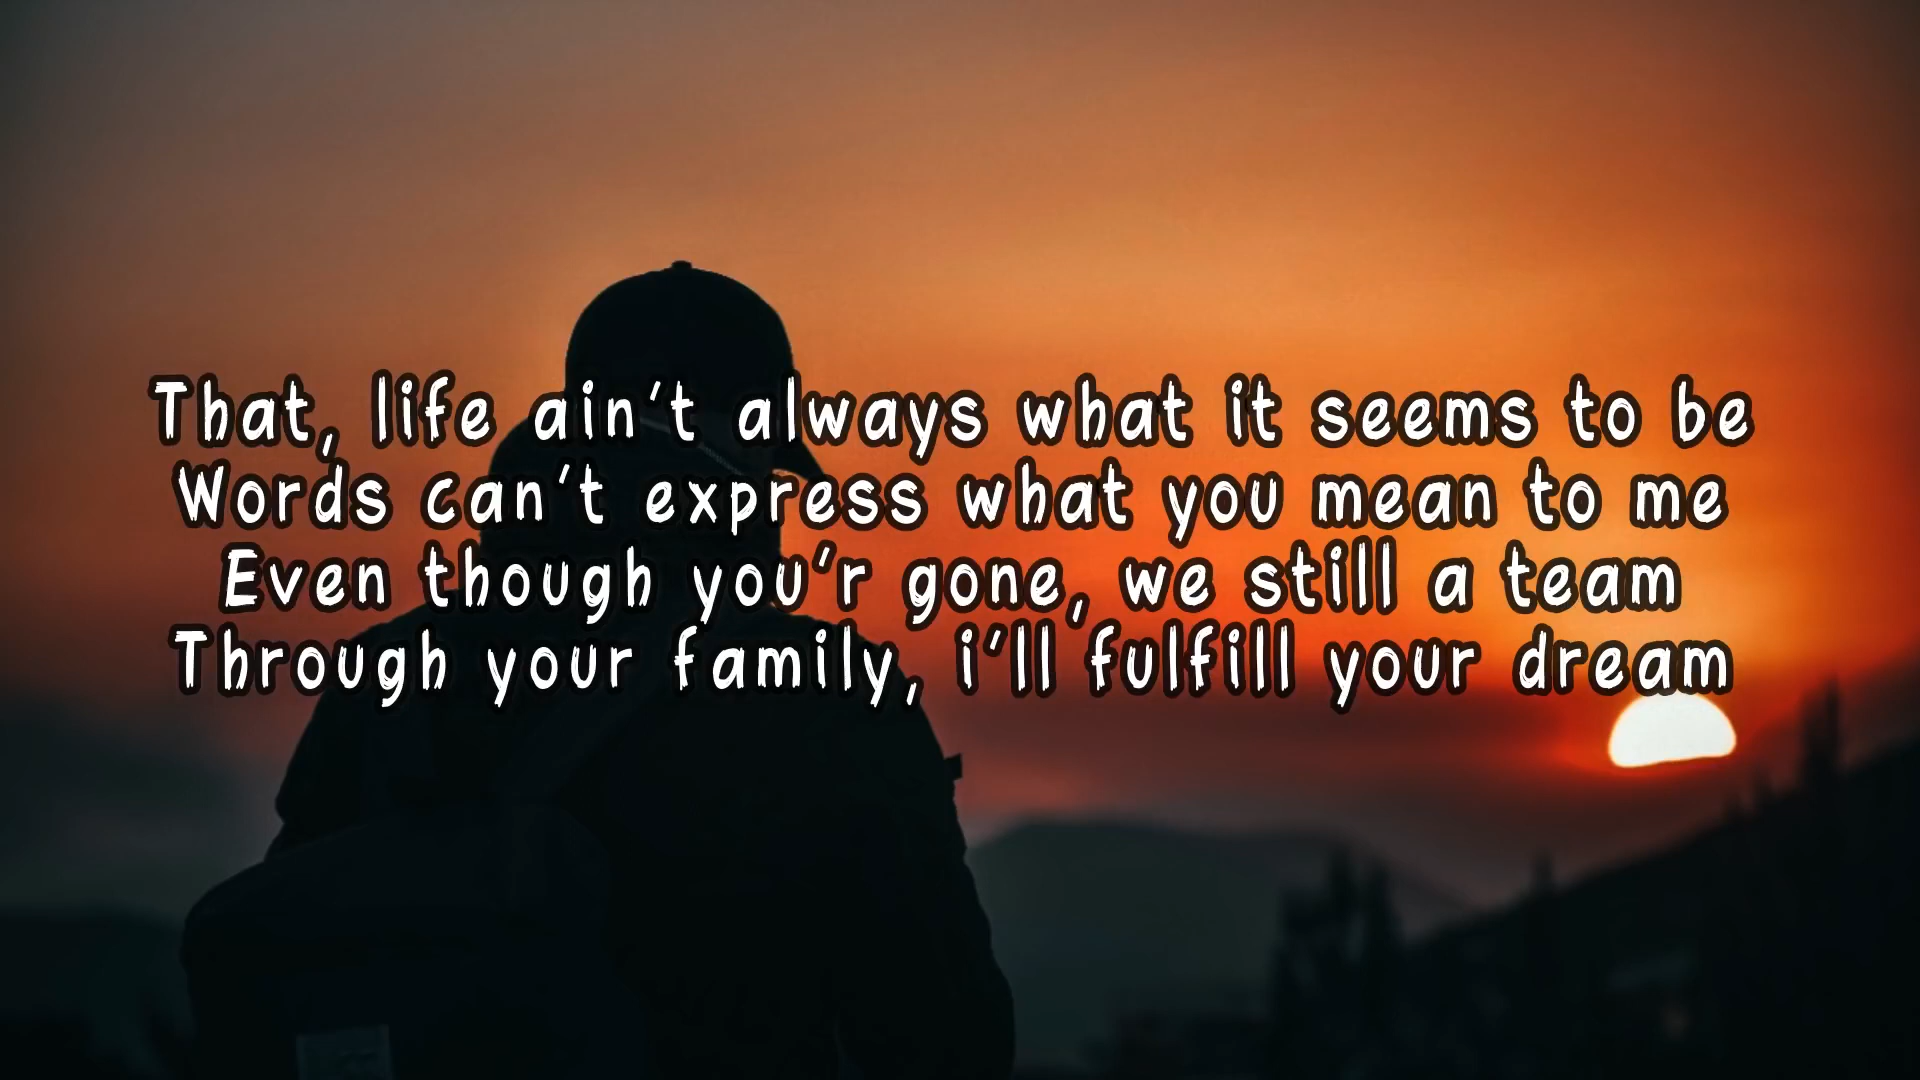 That, life ain't always what it seems to be
Words can't express what you mean to me
Even though you'r gone, we still a team
Through your family, i'll fulfill your dream